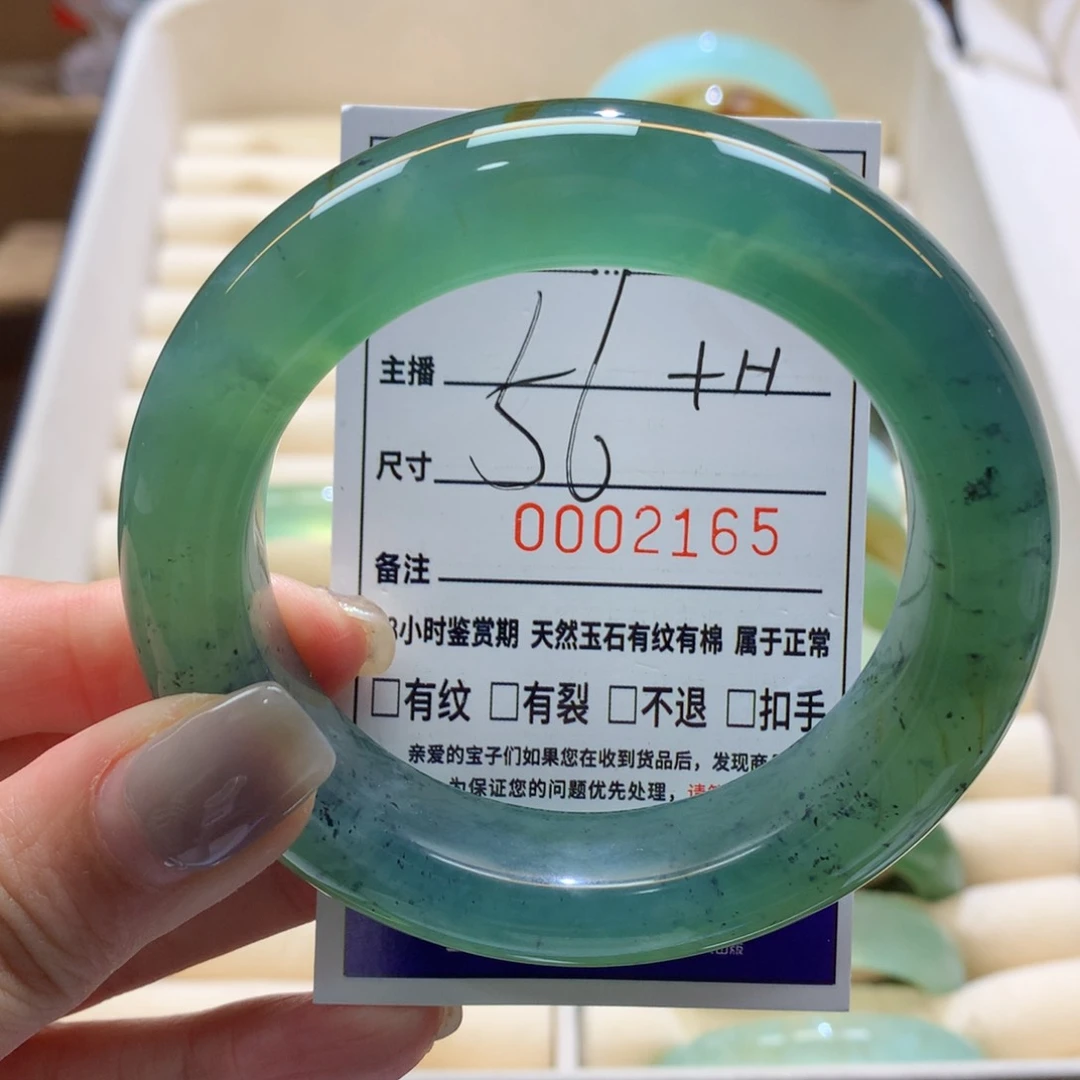 主播 +H
尺寸 56
0002165
备注
8小时鉴赏期 天然玉石有纹有棉 属于正常
□有纹 □有裂 □不退 □扣手
亲爱的宝子们如果您在收到货品后，发现商
为保证您的问题优先处理，请